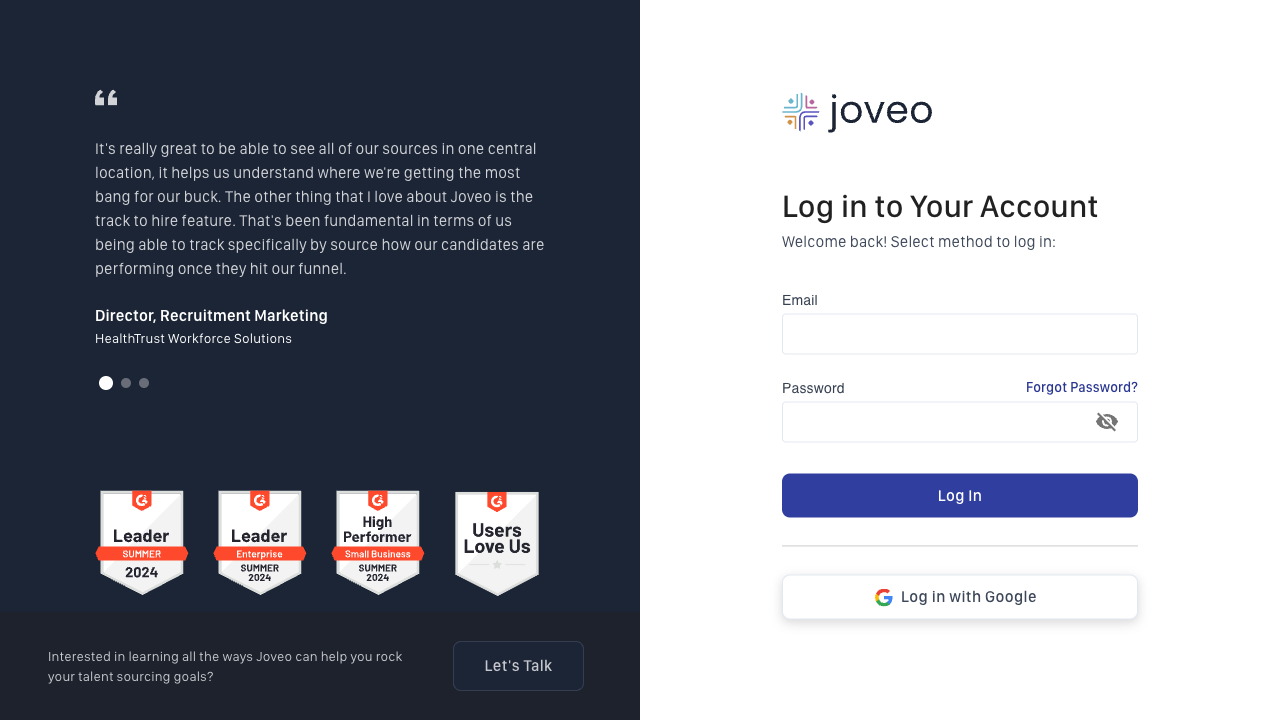 It's really great to be able to see all of our sources in one central
location, it helps us understand where we're getting the most
bang for our buck. The other thing that I love about Joveo is the
track to hire feature. That's been fundamental in terms of us
being able to track specifically by source how our candidates are
performing once they hit our funnel.
Director, Recruitment Marketing
HealthTrust Workforce Solutions
Leader
SUMMER
2024
Leader
Enterprise
SUMMER
2024
High
Performer
Small Business
SUMMER
2024
Users
Love Us
Interested in learning all the ways Joveo can help you rock
your talent sourcing goals?
Let's Talk
joveo
Log in to Your Account
Welcome back! Select method to log in:
Email
Password
Forgot Password?
Log In
Log in with Google